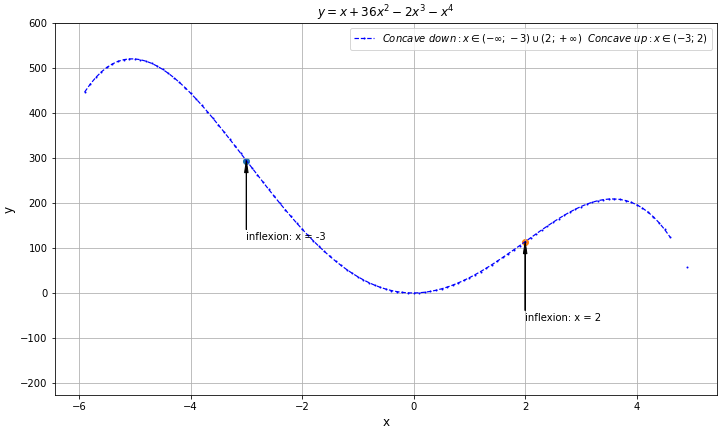 y = x + 36x² − 2x³ − x⁴
Concave down: x ∈ (−∞; −3) ∪ (2; +∞) Concave up: x ∈ (−3; 2)
600
500
400
300
200
100
0
−100
−200
y
inflexion: x = -3
inflexion: x = 2
−6
−4
−2
0
2
4
x